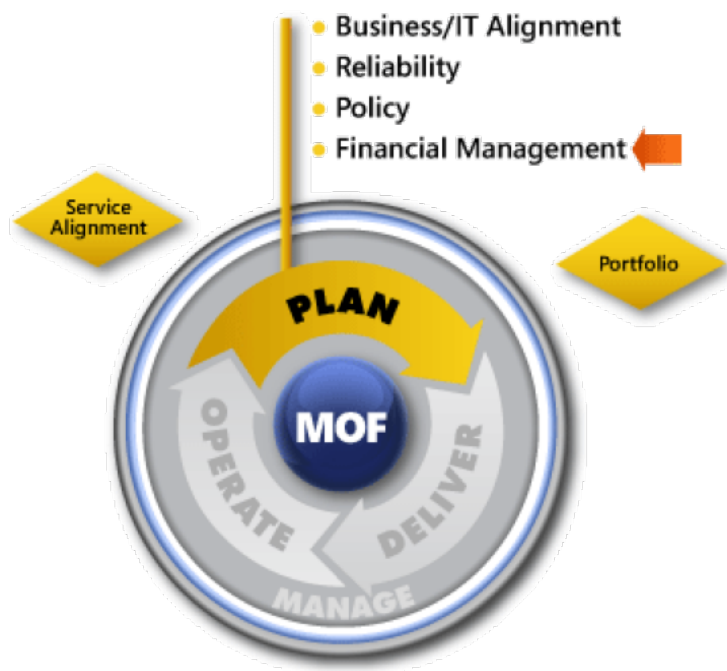 Business/IT Alignment
Reliability
Policy
Financial Management
Service
Alignment
Portfolio
PLAN
MOF
OPERATE
DELIVER
MANAGE